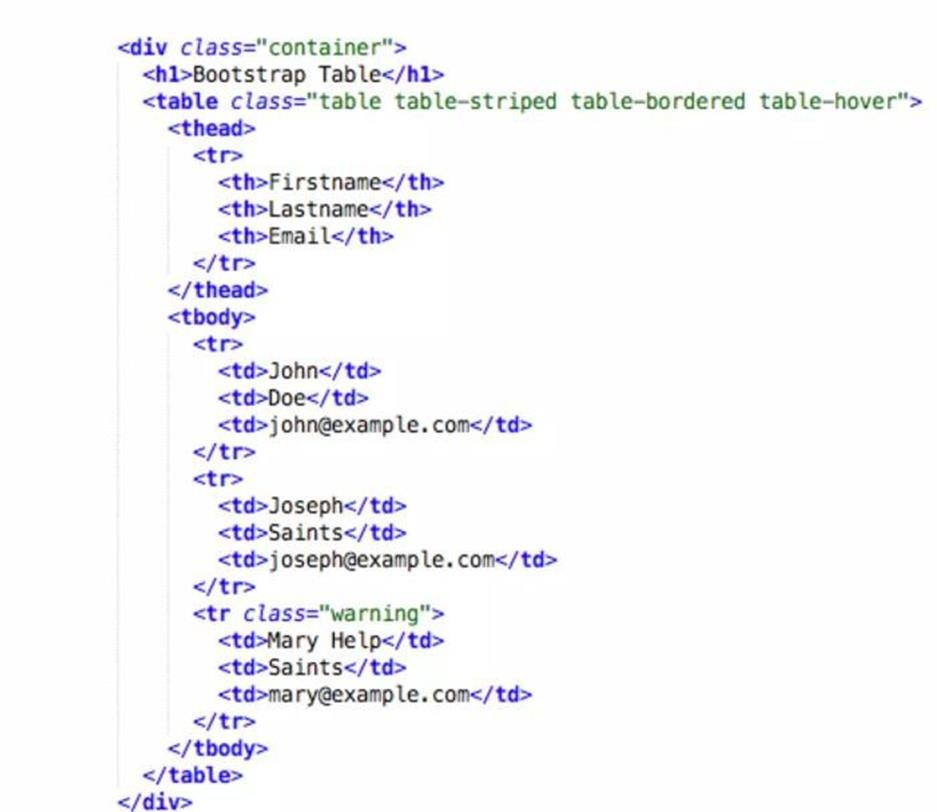 <div class="container">
<h1>Bootstrap Table</h1>
<table class="table table-striped table-bordered table-hover">
<thead>
<tr>
<th>Firstname</th>
<th>Lastname</th>
<th>Email</th>
</tr>
</thead>
<tbody>
<tr>
<td>John</td>
<td>Doe</td>
<td>john@example.com</td>
</tr>
<tr>
<td>Joseph</td>
<td>Saints</td>
<td>joseph@example.com</td>
</tr>
<tr class="warning">
<td>Mary Help</td>
<td>Saints</td>
<td>mary@example.com</td>
</tr>
</tbody>
</table>
</div>